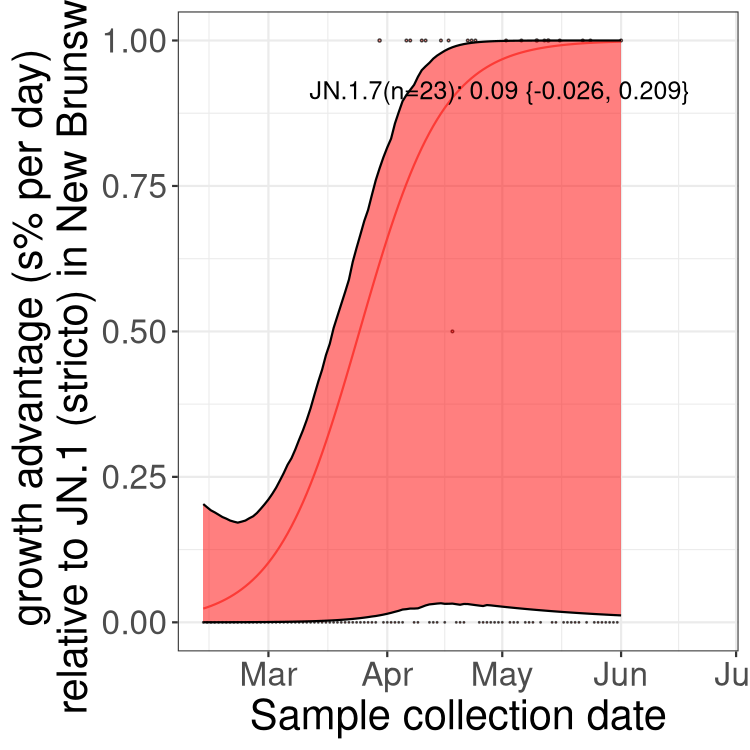 growth advantage (s% per day)
relative to JN.1 (stricto) in New Brunsw
1.00
0.75
0.50
0.25
0.00
JN.1.7(n=23): 0.09 {-0.026, 0.209}
Mar Apr May Jun Ju
Sample collection date